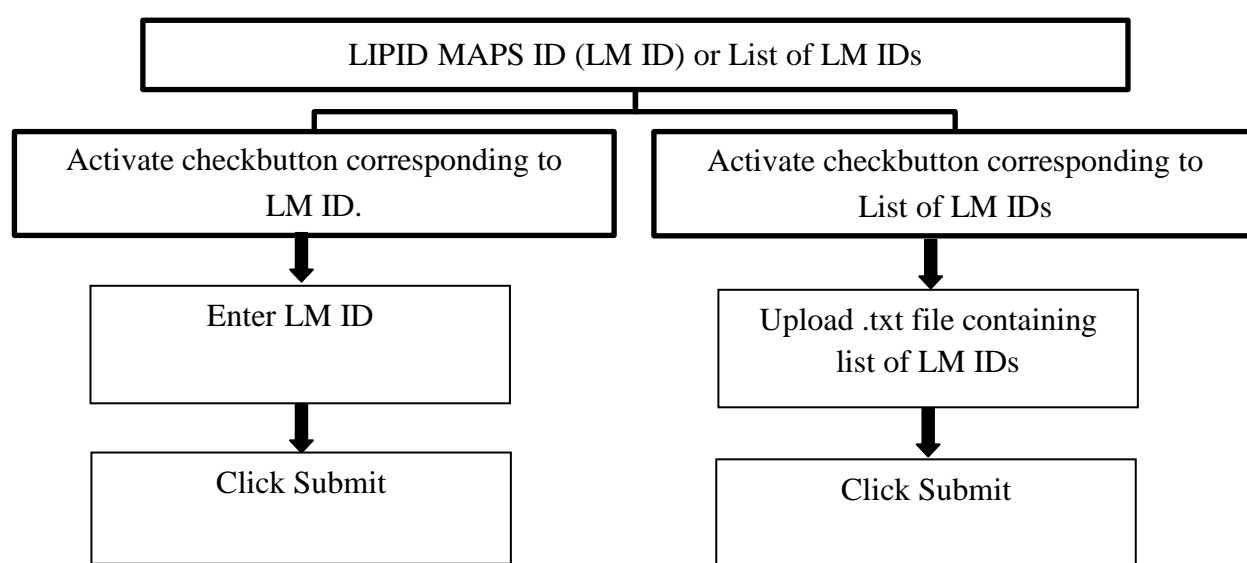 LIPID MAPS ID (LM ID) or List of LM IDs
Activate checkbutton corresponding to
LM ID.
Activate checkbutton corresponding to
List of LM IDs
Enter LM ID
Upload .txt file containing
list of LM IDs
Click Submit
Click Submit